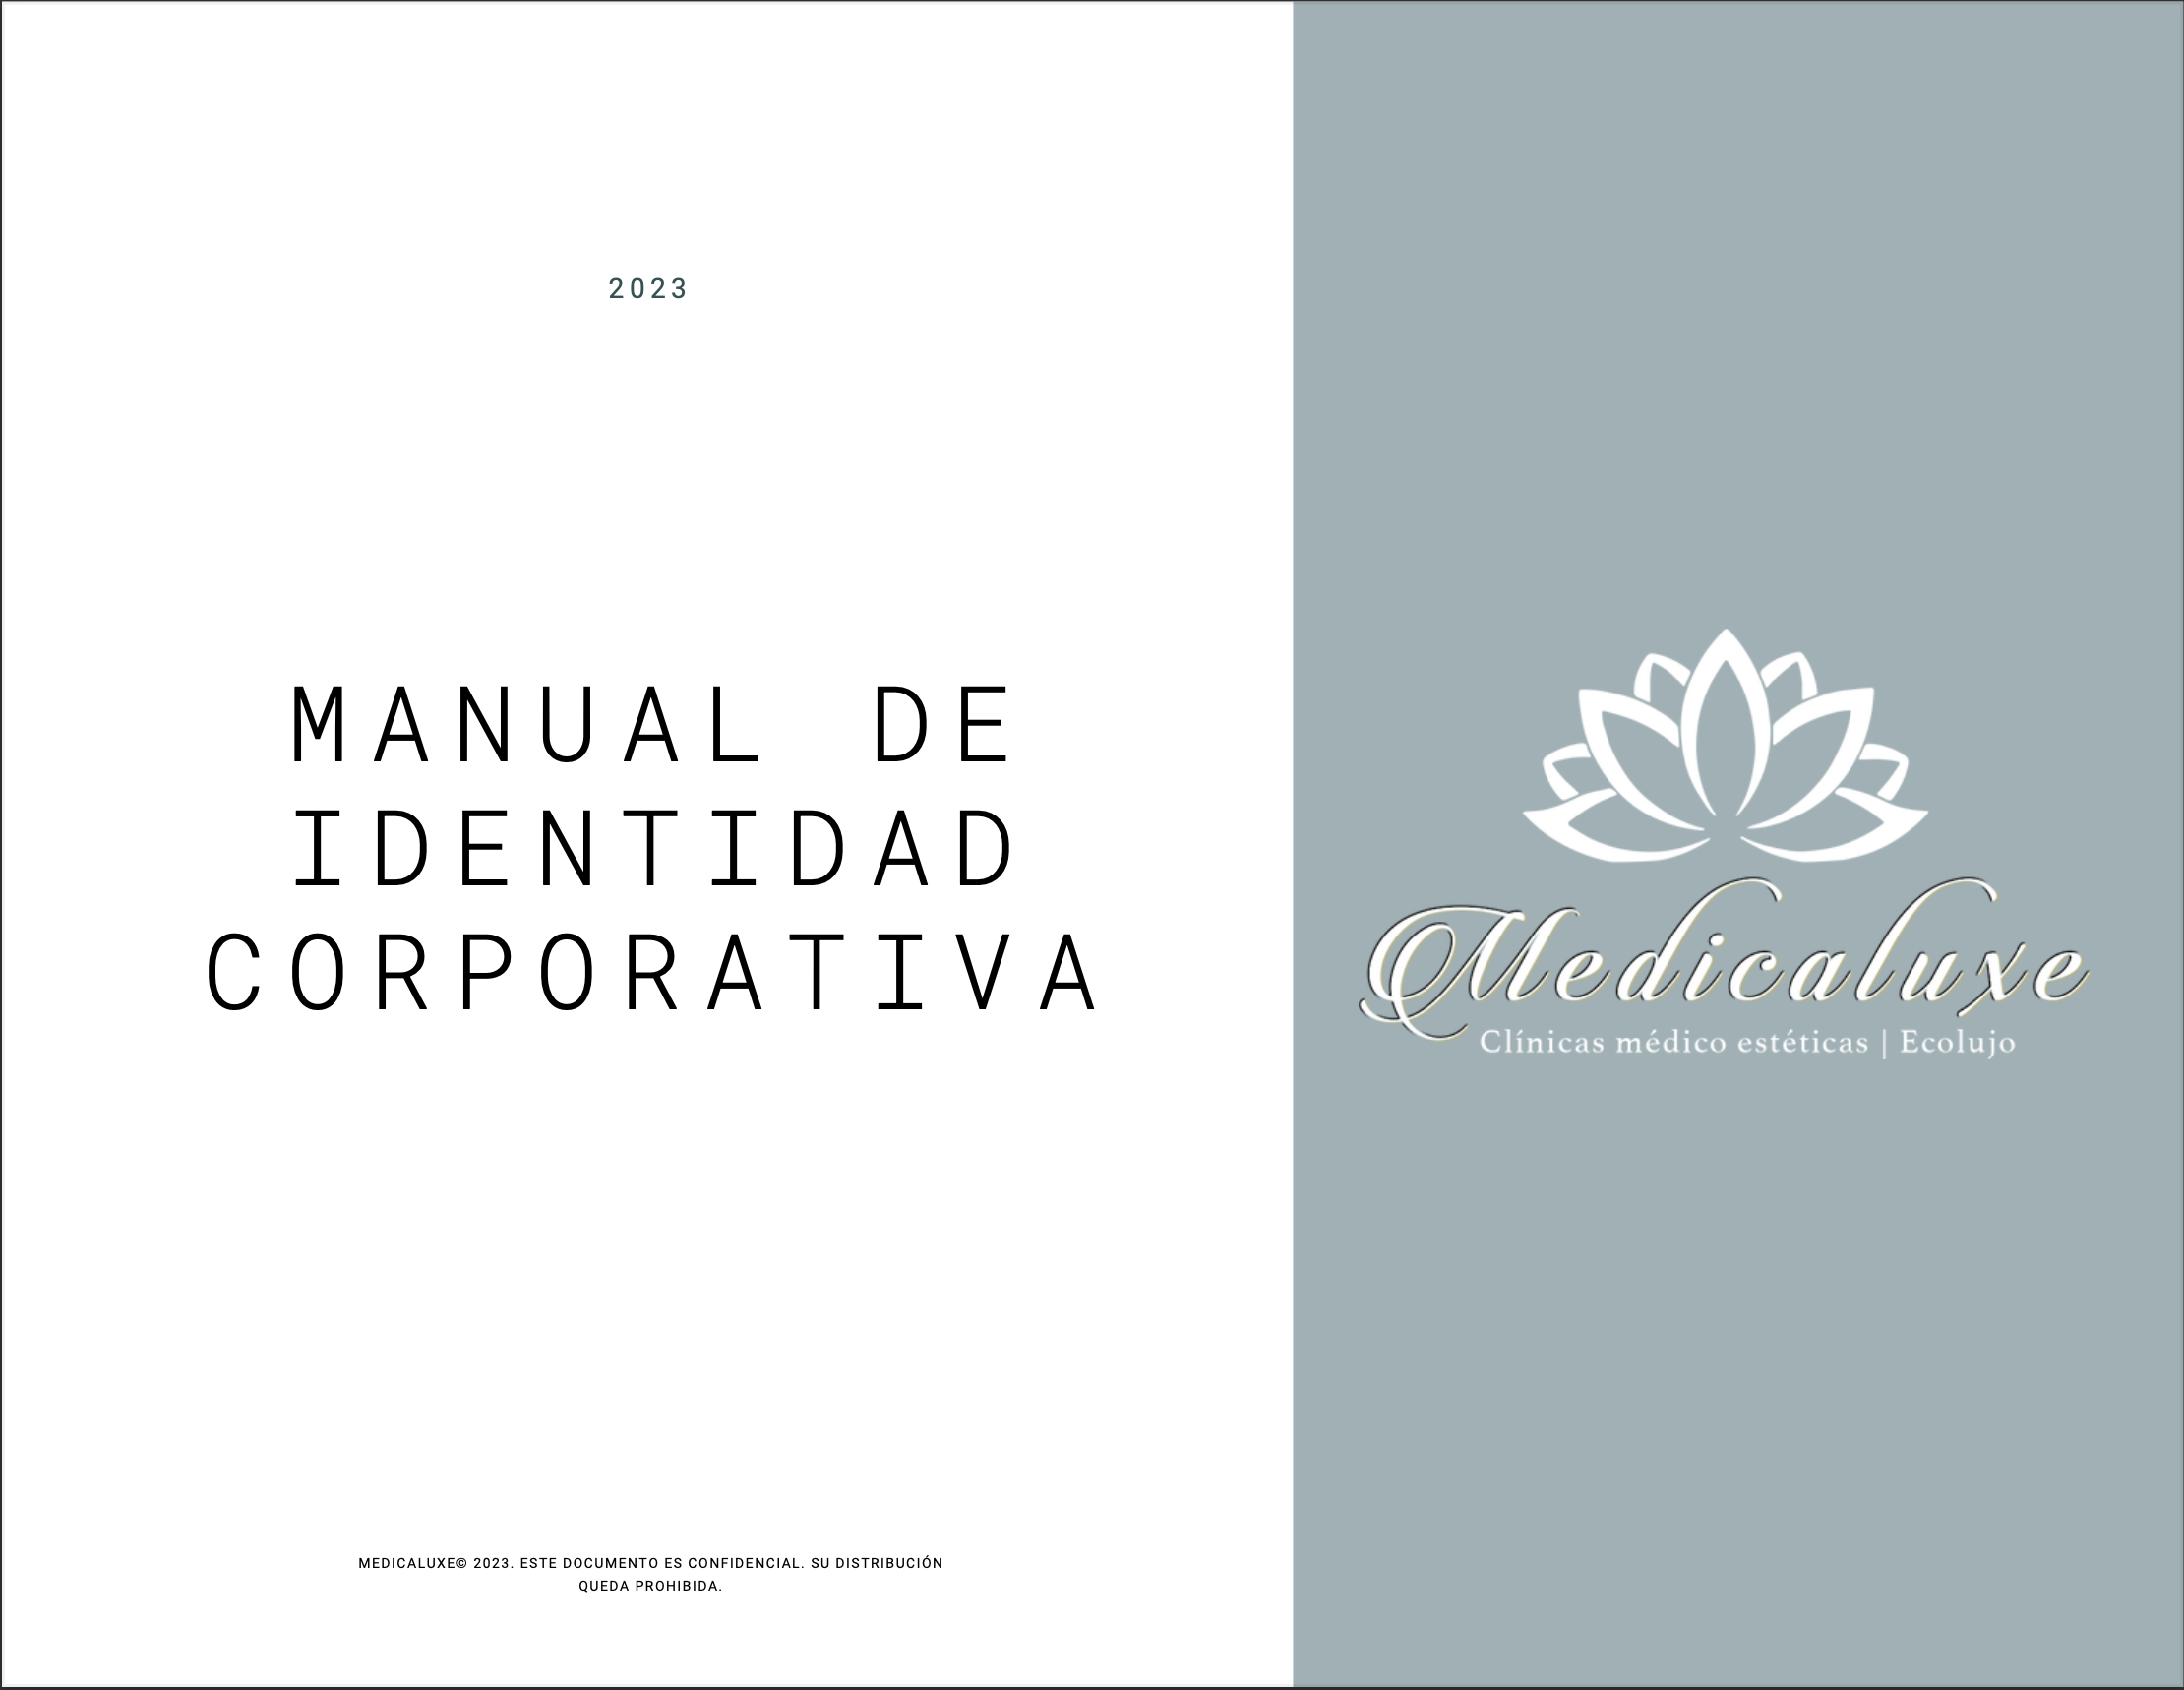 2023
MANUAL DE
IDENTIDAD
CORPORATIVA
MEDICALUXE© 2023. ESTE DOCUMENTO ES CONFIDENCIAL. SU DISTRIBUCIÓN
QUEDA PROHIBIDA.
Medicaluxe
Clínicas médico estéticas | Ecolujo